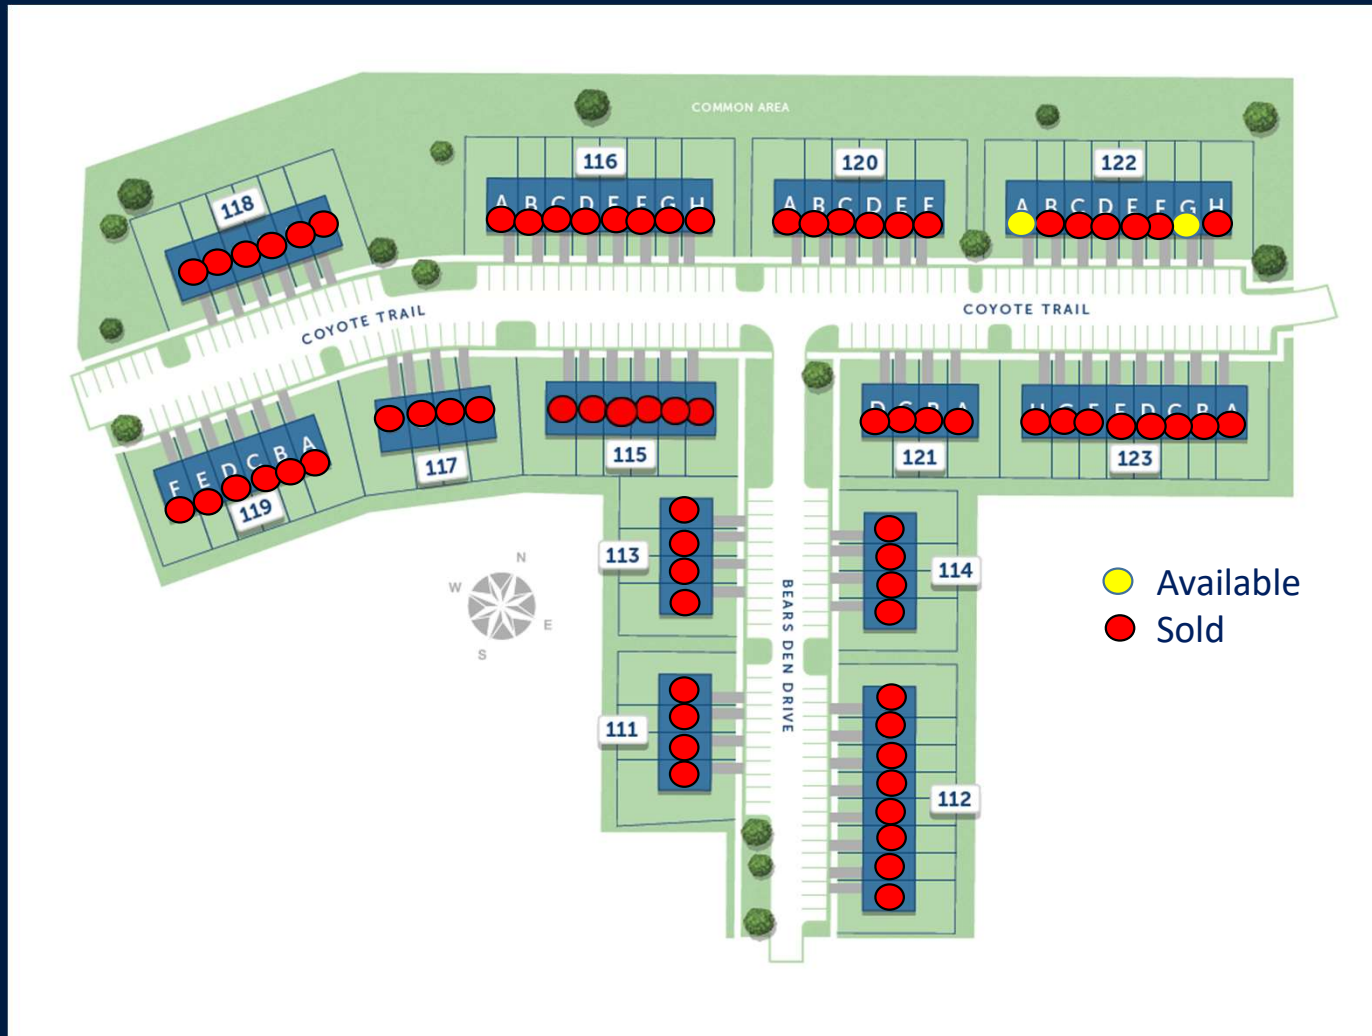 COMMON AREA
116
A B C D E F G H
120
A B C D E F
122
A B C D E F G H
118
COYOTE TRAIL
COYOTE TRAIL
F E D C B A
119
117
115
D C B A
121
H G F E D C B A
123
113
114
N
W
E
S
BEARS DEN DRIVE
111
112
Available
Sold